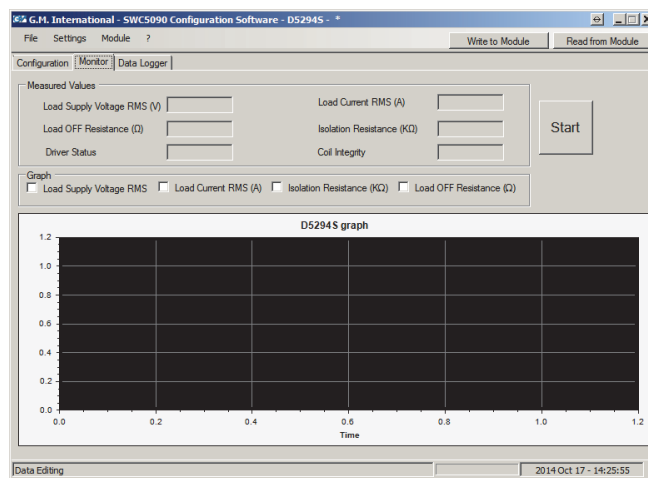 G.M. International - SWC5090 Configuration Software - D5294S - *
File Settings Module ? Write to Module Read from Module
Configuration Monitor Data Logger
Measured Values
Load Supply Voltage RMS (V) Load Current RMS (A)
Load OFF Resistance (Ω) Isolation Resistance (KΩ) Start
Driver Status Coil Integrity
Graph
Load Supply Voltage RMS Load Current RMS (A) Isolation Resistance (KΩ) Load OFF Resistance (Ω)
D5294S graph
1.2
1.0
0.8
0.6
0.4
0.2
0.0
0.0 0.2 0.4 0.6 0.8 1.0 1.2
Time
Data Editing 2014 Oct 17 - 14:25:55